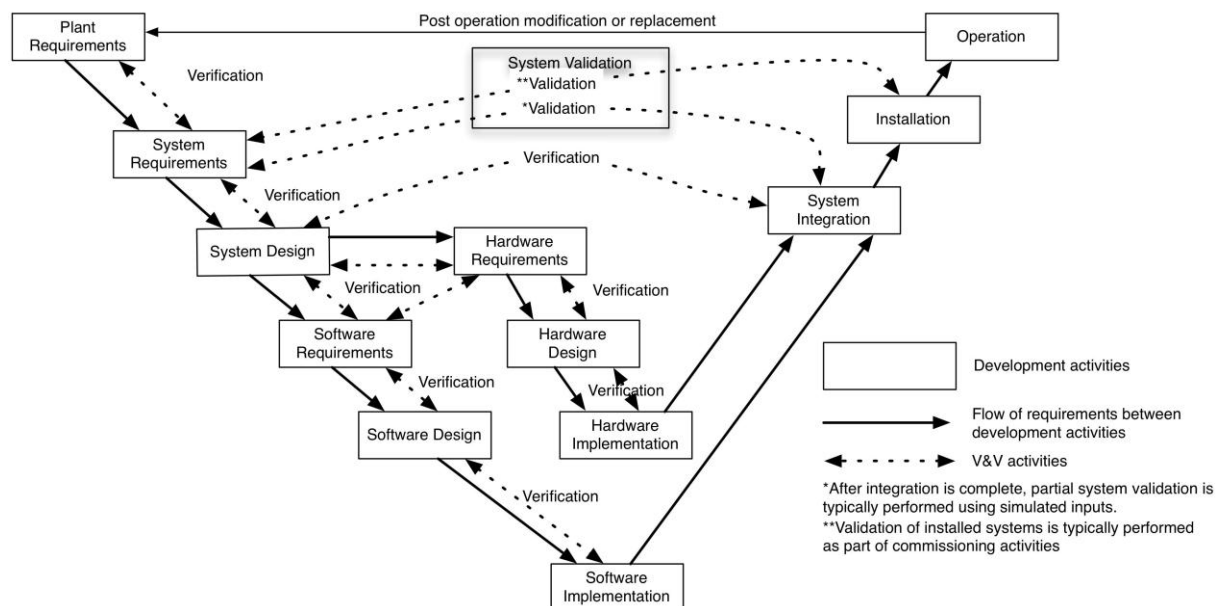 Post operation modification or replacement
Plant
Requirements
Operation
System Validation
Verification
**Validation
*Validation
Installation
System
Requirements
Verification
Verification
System
Integration
System Design
Hardware
Requirements
Verification
Verification
Software
Requirements
Hardware
Design
Development activities
Verification
Verification
Software Design
Hardware
Implementation
Flow of requirements between
development activities
V&V activities
Verification
*After integration is complete, partial system validation is
typically performed using simulated inputs.
**Validation of installed systems is typically performed
as part of commissioning activities
Software
Implementation